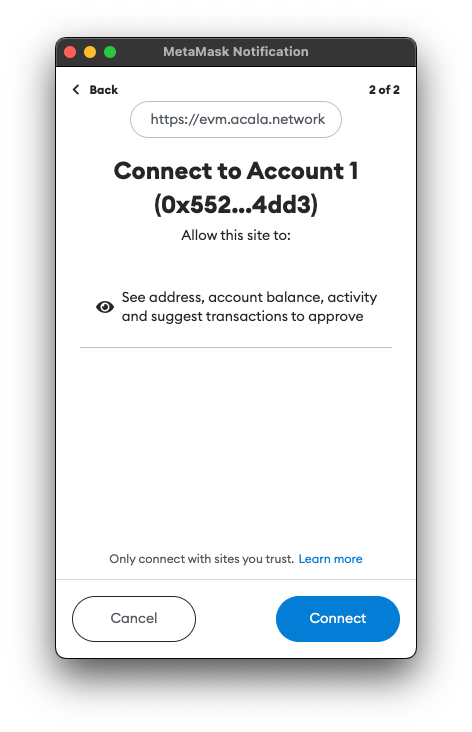 MetaMask Notification
Back
2 of 2
https://evm.acala.network
Connect to Account 1
(0x552...4dd3)
Allow this site to:
See address, account balance, activity
and suggest transactions to approve
Only connect with sites you trust. Learn more
Cancel
Connect